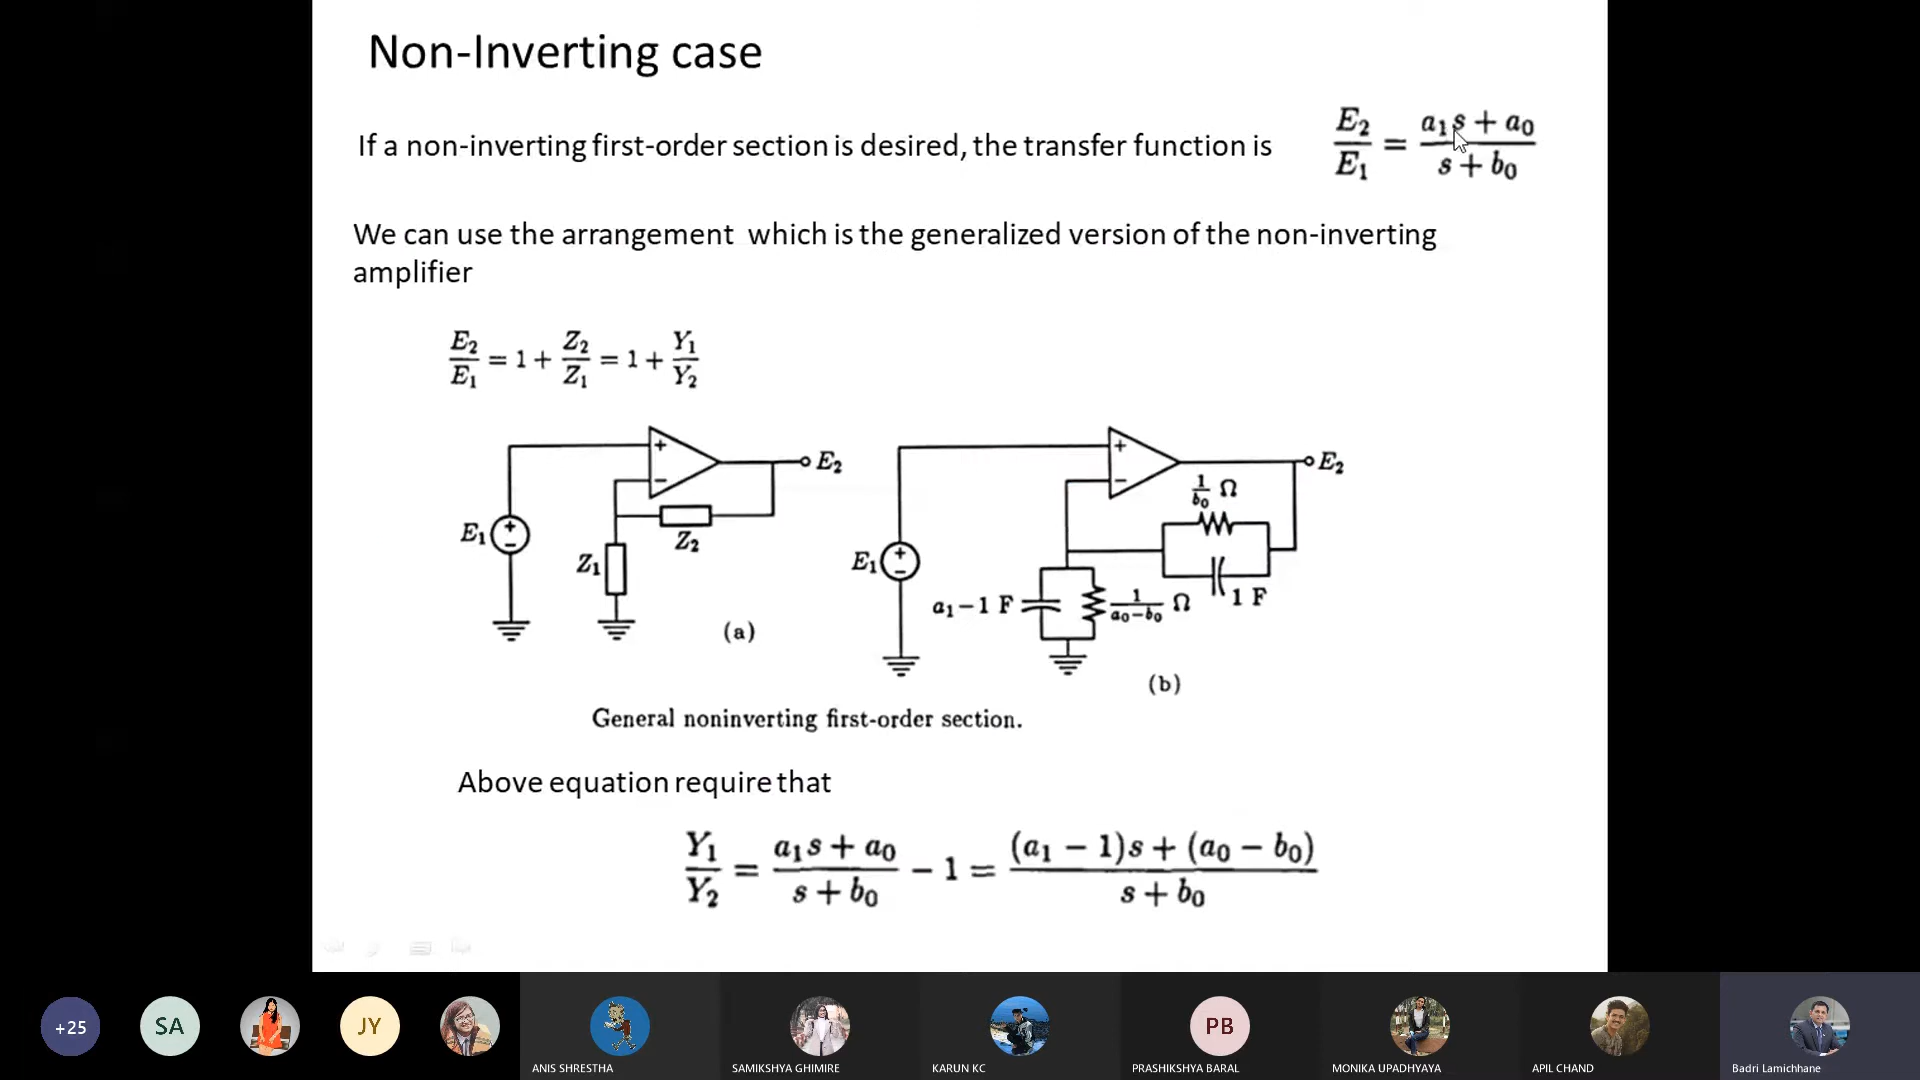 Non-Inverting case
If a non-inverting first-order section is desired, the transfer function is E₂/E₁ = (a₁s + a₀)/(s + b₀)
We can use the arrangement which is the generalized version of the non-inverting
amplifier
E₂/E₁ = 1 + Z₂/Z₁ = 1 + Y₁/Y₂
+
−
E₂
E₁
+
−
Z₂
Z₁
(a)
+
−
E₂
1/b₀ Ω
E₁
+
−
a₁−1 F
1/(a₀−b₀) Ω
1 F
(b)
General noninverting first-order section.
Above equation require that
Y₁/Y₂ = (a₁s + a₀)/(s + b₀) − 1 = ((a₁ − 1)s + (a₀ − b₀))/(s + b₀)
+25
SA
JY
PB
ANIS SHRESTHA
SAMIKSHYA GHIMIRE
KARUN KC
PRASHIKSHYA BARAL
MONIKA UPADHYAYA
APIL CHAND
Badri Lamichhane